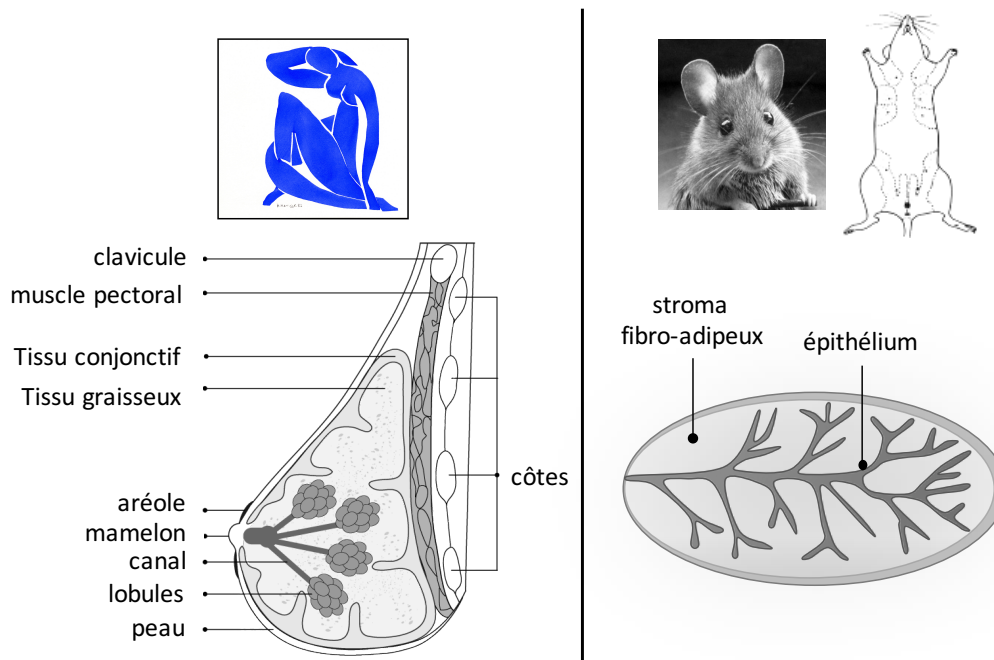 clavicule
muscle pectoral
Tissu conjonctif
Tissu graisseux
aréole
mamelon
canal
lobules
peau
côtes
stroma
fibro-adipeux
épithélium